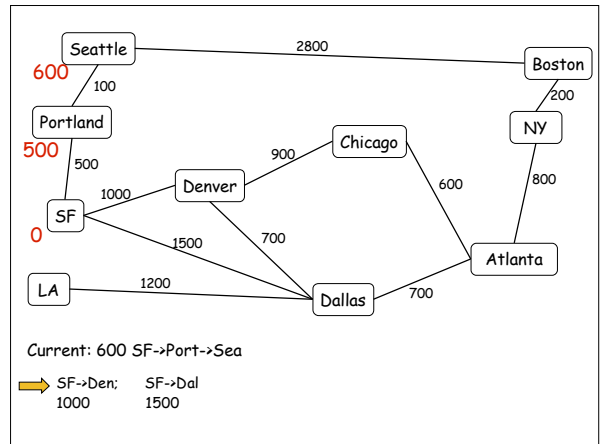 Seattle
2800
Boston
600
100
200
Portland
NY
500
Chicago
500
900
Denver
1000
600
800
SF
0
1500
700
Atlanta
LA
1200
Dallas
700
Current: 600 SF->Port->Sea
SF->Den; SF->Dal
1000 1500